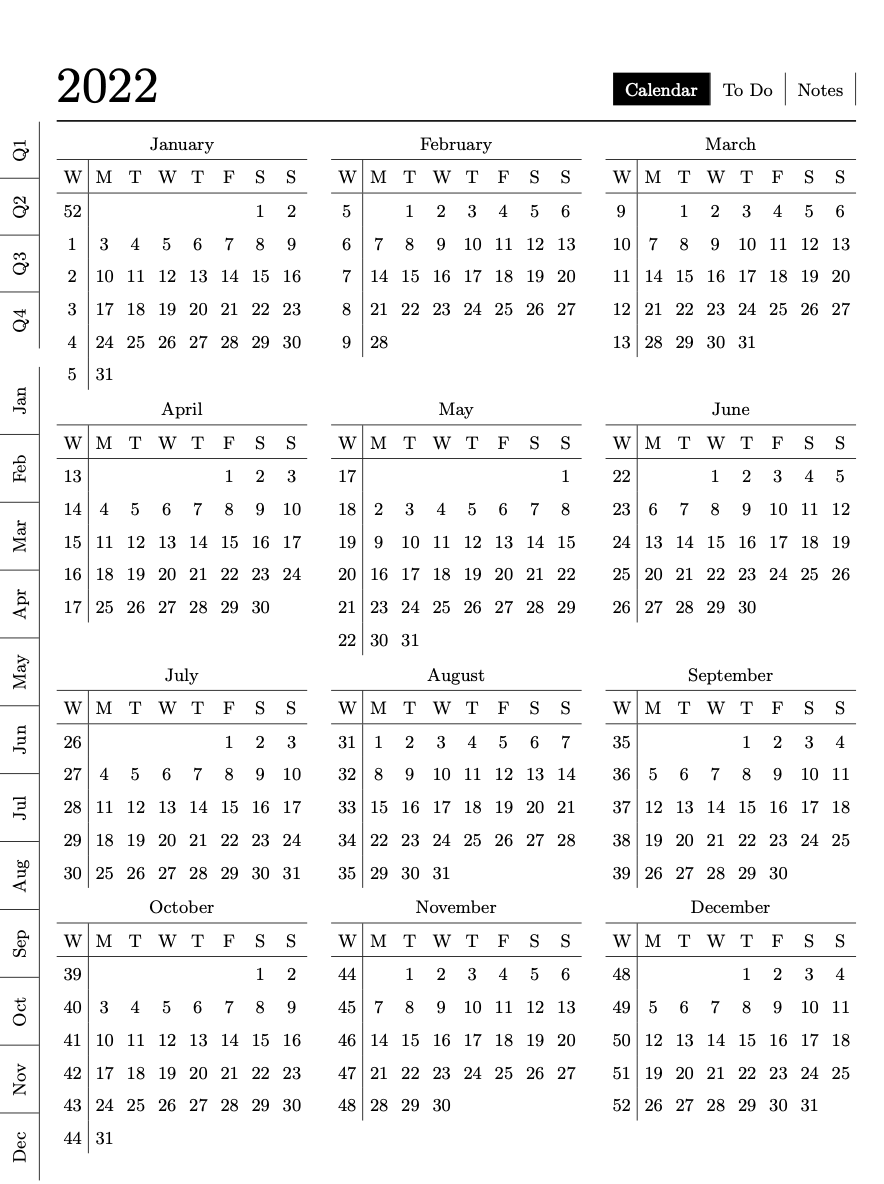 2022
Calendar To Do Notes
Q1
Q2
Q3
Q4
Jan
Feb
Mar
Apr
May
Jun
Jul
Aug
Sep
Oct
Nov
Dec
January
W M T W T F S S
52 1 2
1 3 4 5 6 7 8 9
2 10 11 12 13 14 15 16
3 17 18 19 20 21 22 23
4 24 25 26 27 28 29 30
5 31
February
W M T W T F S S
5 1 2 3 4 5 6
6 7 8 9 10 11 12 13
7 14 15 16 17 18 19 20
8 21 22 23 24 25 26 27
9 28
March
W M T W T F S S
9 1 2 3 4 5 6
10 7 8 9 10 11 12 13
11 14 15 16 17 18 19 20
12 21 22 23 24 25 26 27
13 28 29 30 31
April
W M T W T F S S
13 1 2 3
14 4 5 6 7 8 9 10
15 11 12 13 14 15 16 17
16 18 19 20 21 22 23 24
17 25 26 27 28 29 30
May
W M T W T F S S
17 1
18 2 3 4 5 6 7 8
19 9 10 11 12 13 14 15
20 16 17 18 19 20 21 22
21 23 24 25 26 27 28 29
22 30 31
June
W M T W T F S S
22 1 2 3 4 5
23 6 7 8 9 10 11 12
24 13 14 15 16 17 18 19
25 20 21 22 23 24 25 26
26 27 28 29 30
July
W M T W T F S S
26 1 2 3
27 4 5 6 7 8 9 10
28 11 12 13 14 15 16 17
29 18 19 20 21 22 23 24
30 25 26 27 28 29 30 31
August
W M T W T F S S
31 1 2 3 4 5 6 7
32 8 9 10 11 12 13 14
33 15 16 17 18 19 20 21
34 22 23 24 25 26 27 28
35 29 30 31
September
W M T W T F S S
35 1 2 3 4
36 5 6 7 8 9 10 11
37 12 13 14 15 16 17 18
38 19 20 21 22 23 24 25
39 26 27 28 29 30
October
W M T W T F S S
39 1 2
40 3 4 5 6 7 8 9
41 10 11 12 13 14 15 16
42 17 18 19 20 21 22 23
43 24 25 26 27 28 29 30
44 31
November
W M T W T F S S
44 1 2 3 4 5 6
45 7 8 9 10 11 12 13
46 14 15 16 17 18 19 20
47 21 22 23 24 25 26 27
48 28 29 30
December
W M T W T F S S
48 1 2 3 4
49 5 6 7 8 9 10 11
50 12 13 14 15 16 17 18
51 19 20 21 22 23 24 25
52 26 27 28 29 30 31